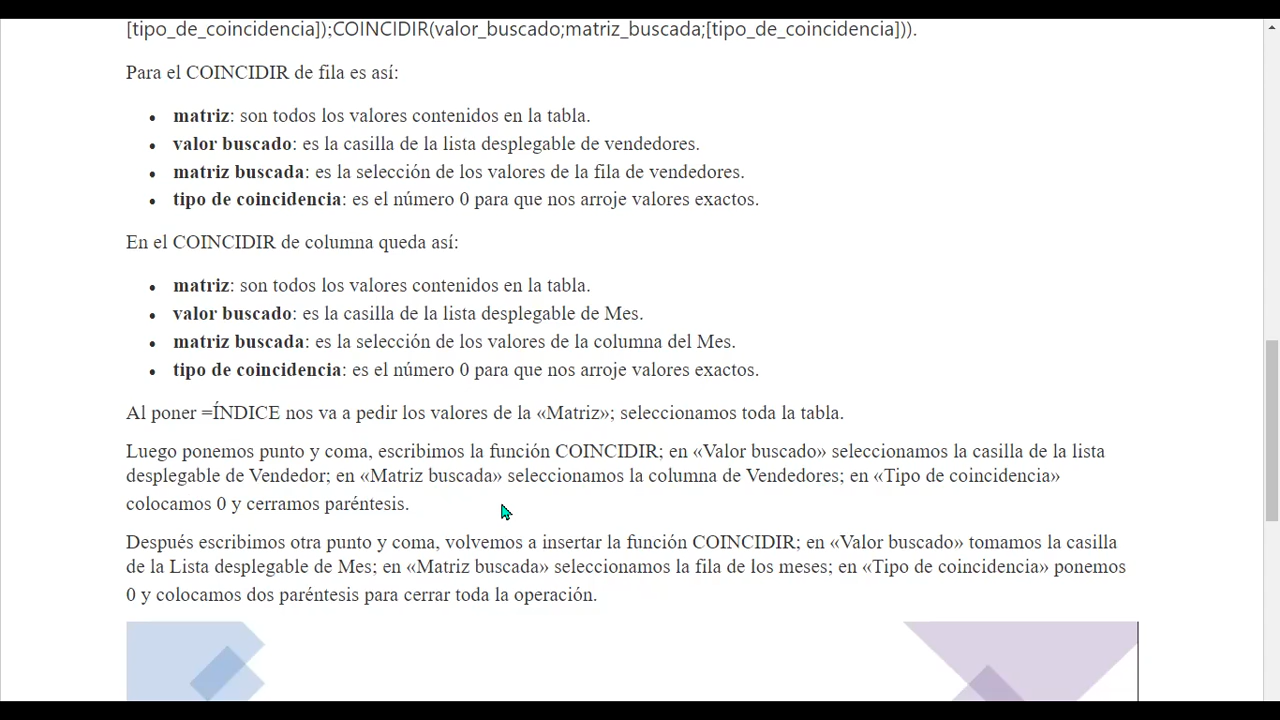 [tipo_de_coincidencia]);COINCIDIR(valor_buscado;matriz_buscada;[tipo_de_coincidencia])).
Para el COINCIDIR de fila es así:
• matriz: son todos los valores contenidos en la tabla.
• valor buscado: es la casilla de la lista desplegable de vendedores.
• matriz buscada: es la selección de los valores de la fila de vendedores.
• tipo de coincidencia: es el número 0 para que nos arroje valores exactos.
En el COINCIDIR de columna queda así:
• matriz: son todos los valores contenidos en la tabla.
• valor buscado: es la casilla de la lista desplegable de Mes.
• matriz buscada: es la selección de los valores de la columna del Mes.
• tipo de coincidencia: es el número 0 para que nos arroje valores exactos.
Al poner =ÍNDICE nos va a pedir los valores de la «Matriz»; seleccionamos toda la tabla.
Luego ponemos punto y coma, escribimos la función COINCIDIR; en «Valor buscado» seleccionamos la casilla de la lista
desplegable de Vendedor; en «Matriz buscada» seleccionamos la columna de Vendedores; en «Tipo de coincidencia»
colocamos 0 y cerramos paréntesis.
Después escribimos otra punto y coma, volvemos a insertar la función COINCIDIR; en «Valor buscado» tomamos la casilla
de la Lista desplegable de Mes; en «Matriz buscada» seleccionamos la fila de los meses; en «Tipo de coincidencia» ponemos
0 y colocamos dos paréntesis para cerrar toda la operación.